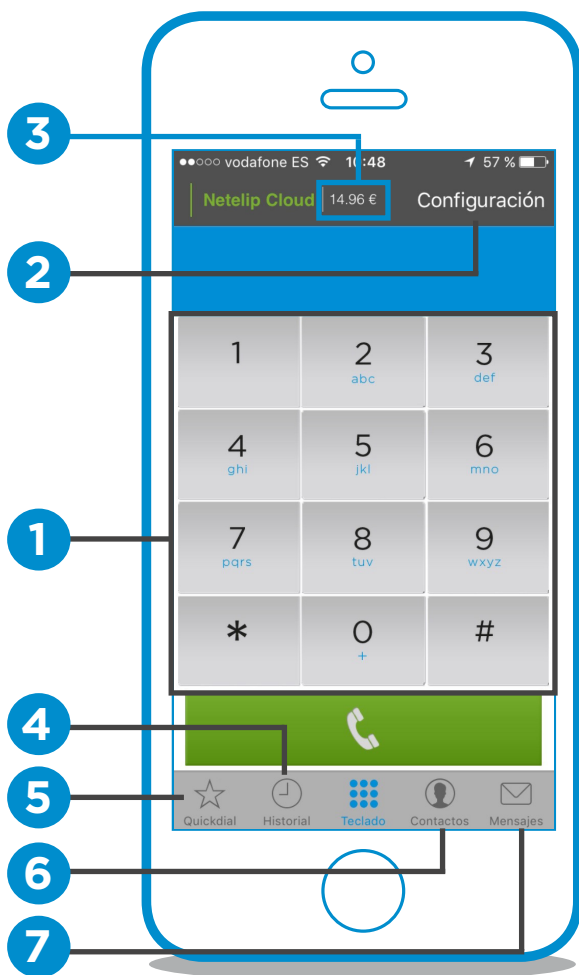 3
●●○○○ vodafone ES 10:48 57 %
Netelip Cloud 14.96 € Configuración
2
1 2 3
abc def
4 5 6
ghi jkl mno
1
7 8 9
pqrs tuv wxyz
* 0 #
+
4
5
Quickdial Historial Teclado Contactos Mensajes
6
7